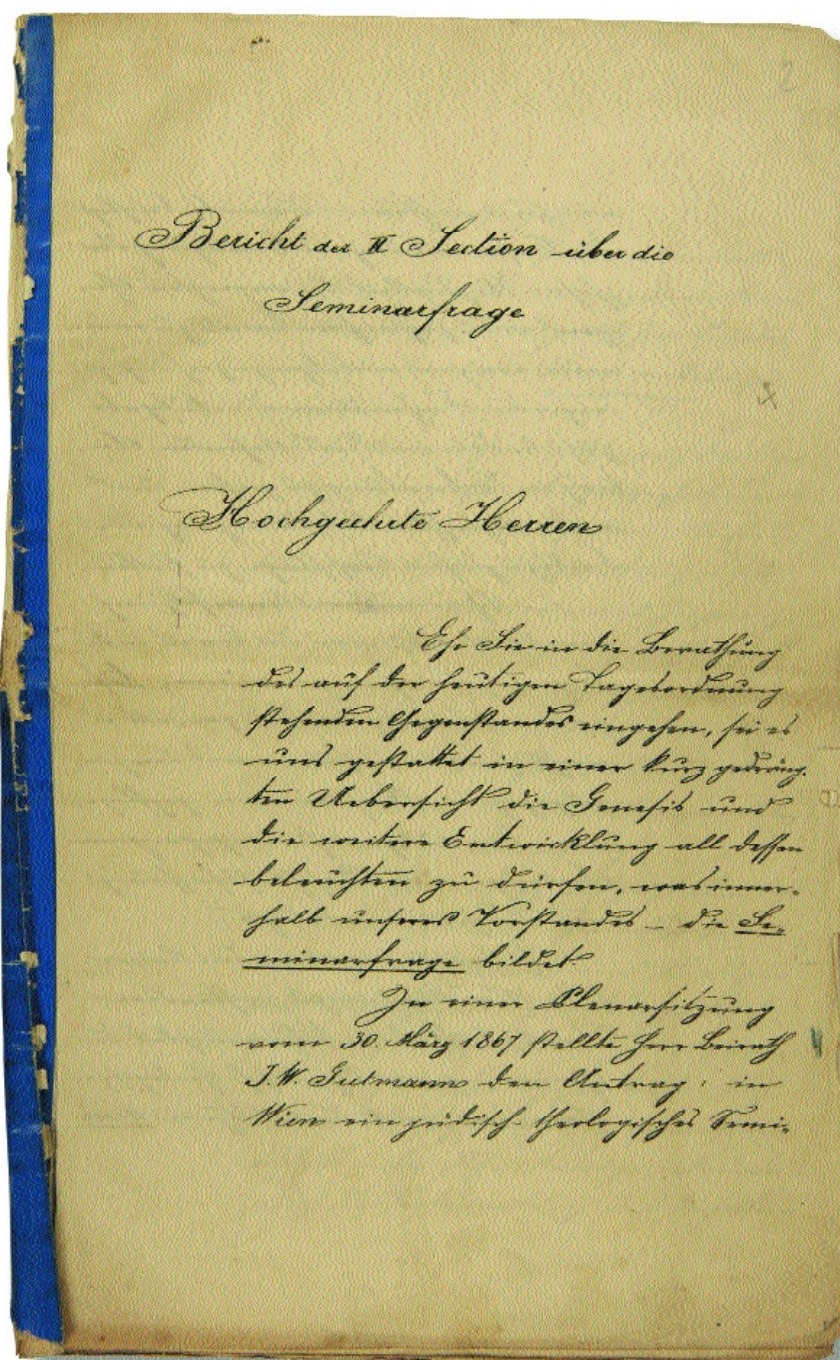 2
Bericht der II Section über die
Seminarfrage
Hochgeehrte Herren
Ehe Sie in die Berathung
des auf der heutigen Tagesordnung
stehenden Gegenstandes eingehen, sei es
uns gestattet in einer kurz gedräng-
ten Uebersicht die Genesis und
die weitere Entwicklung all dessen
beleuchten zu dürfen, was inner-
halb unseres Vorstandes – die Se-
minarfrage bildet.
In einer Plenarsitzung
vom 30. März 1867 stellte Herr Beirath
J. W. Gutmann den Antrag: in
Wien ein jüdisch-theologisches Semi-